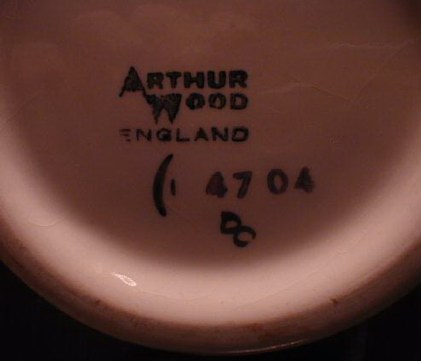 ARTHUR
WOOD
ENGLAND
( 4704
DC